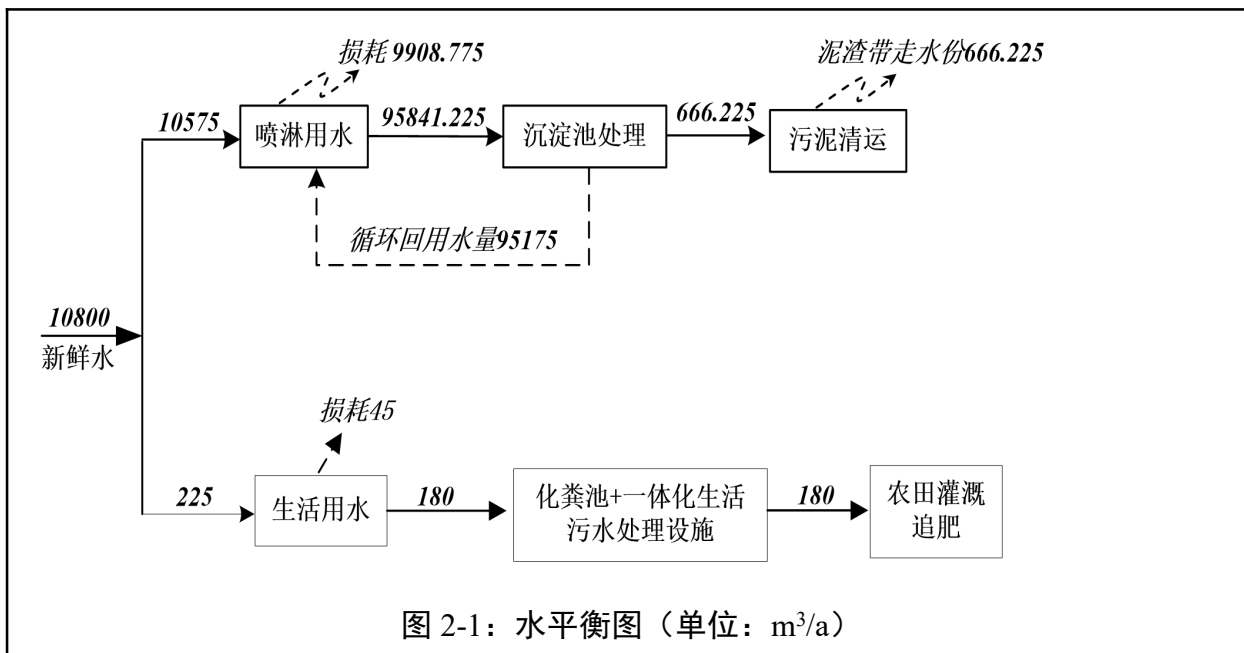 损耗9908.775
泥渣带走水份666.225
10575
喷淋用水
95841.225
沉淀池处理
666.225
污泥清运
循环回用水量95175
10800
新鲜水
损耗45
225
生活用水
180
化粪池+一体化生活
污水处理设施
180
农田灌溉
追肥
图 2-1：水平衡图（单位：m³/a）